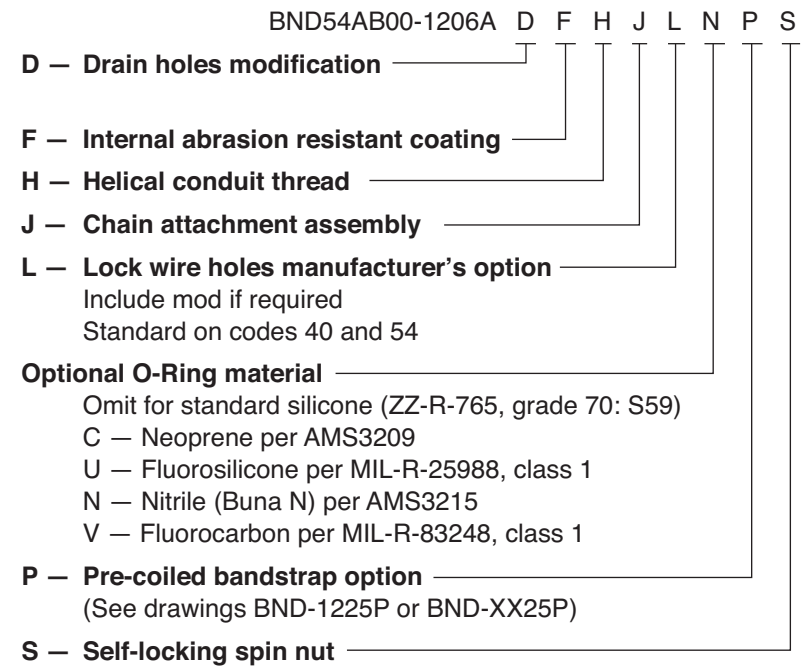 BND54AB00-1206A D F H J L N P S
D — Drain holes modification
F — Internal abrasion resistant coating
H — Helical conduit thread
J — Chain attachment assembly
L — Lock wire holes manufacturer's option
Include mod if required
Standard on codes 40 and 54
Optional O-Ring material
Omit for standard silicone (ZZ-R-765, grade 70: S59)
C — Neoprene per AMS3209
U — Fluorosilicone per MIL-R-25988, class 1
N — Nitrile (Buna N) per AMS3215
V — Fluorocarbon per MIL-R-83248, class 1
P — Pre-coiled bandstrap option
(See drawings BND-1225P or BND-XX25P)
S — Self-locking spin nut